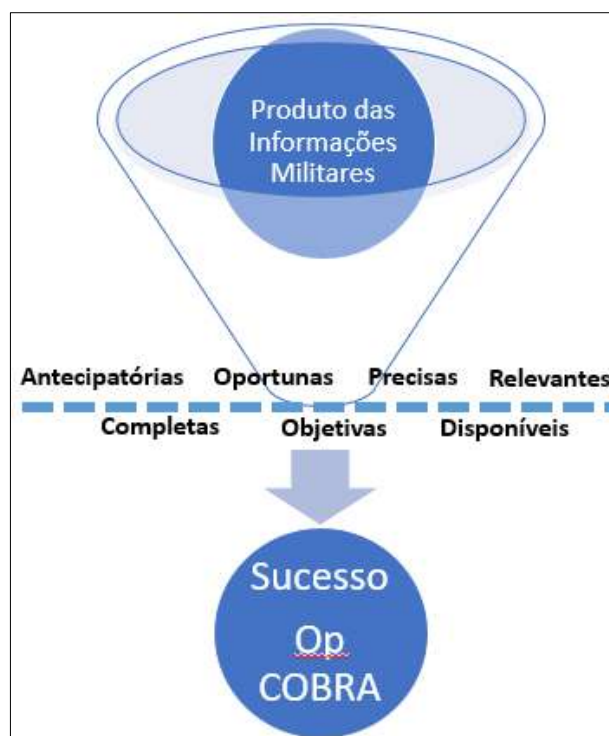 Produto das
Informações
Militares
Antecipatórias Oportunas Precisas Relevantes
Completas Objetivas Disponíveis
Sucesso
Op
COBRA